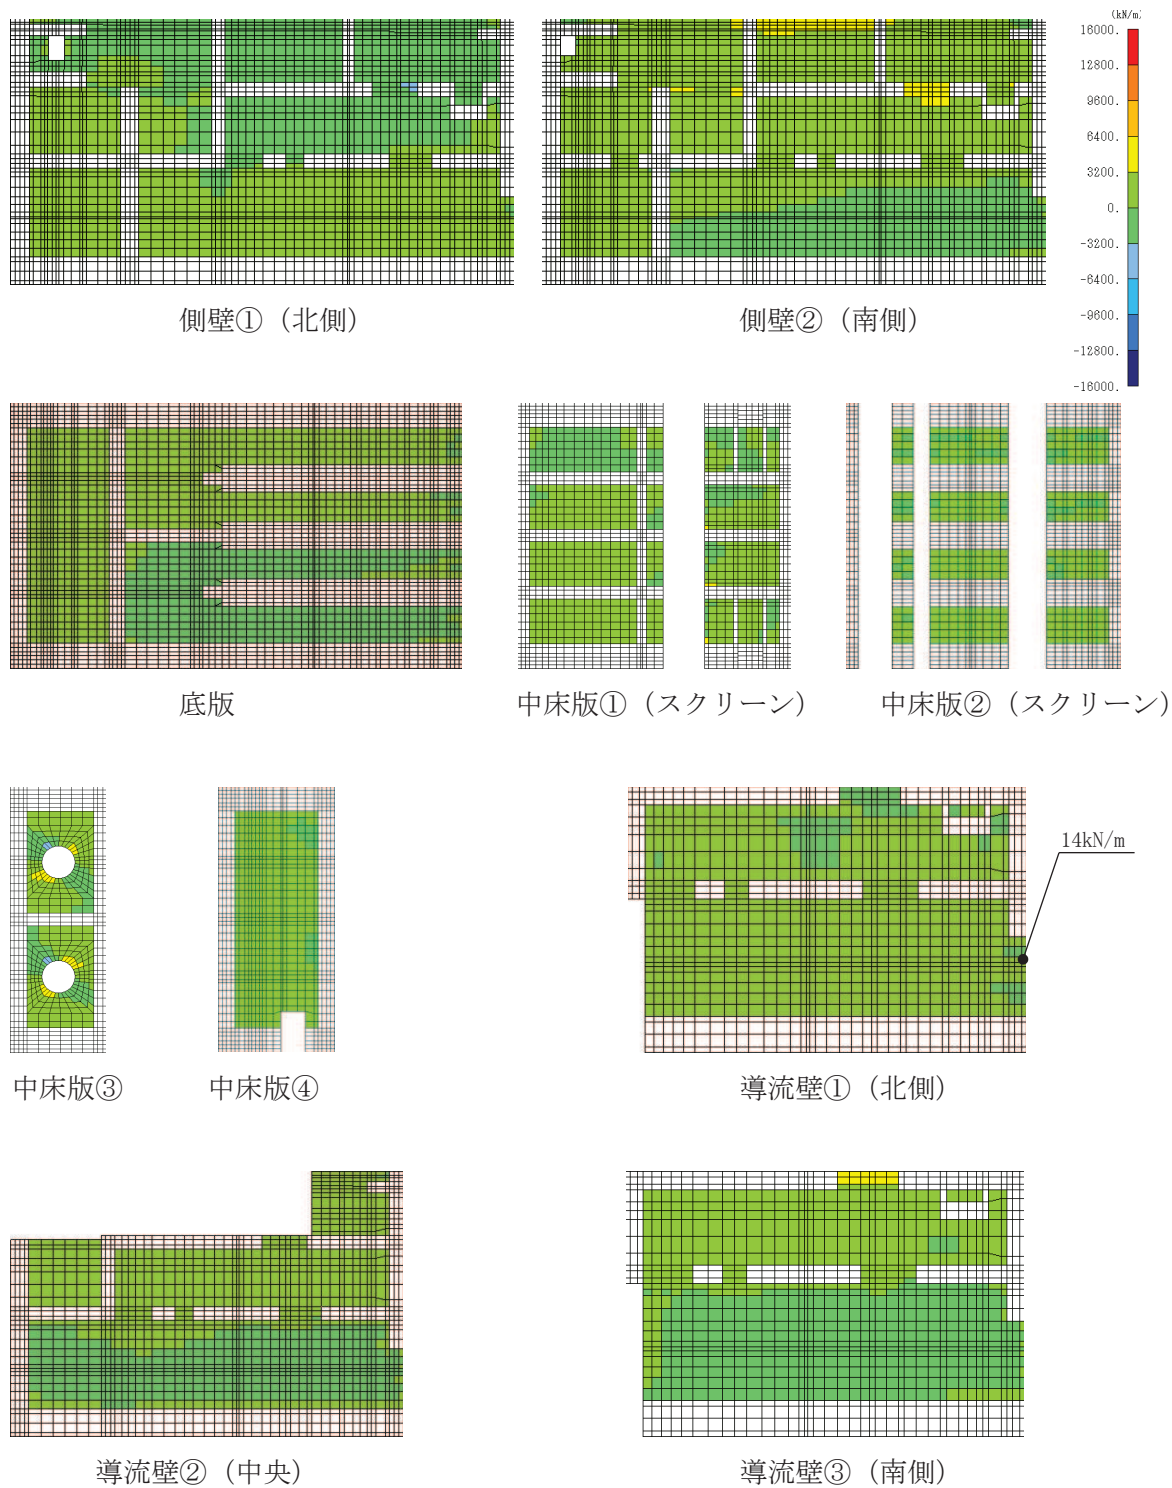 (kN/m)
16000.
12800.
9600.
6400.
3200.
0.
-3200.
-6400.
-9600.
-12800.
-16000.
側壁①（北側）
側壁②（南側）
底版
中床版①（スクリーン）
中床版②（スクリーン）
14kN/m
中床版③
中床版④
導流壁①（北側）
導流壁②（中央）
導流壁③（南側）